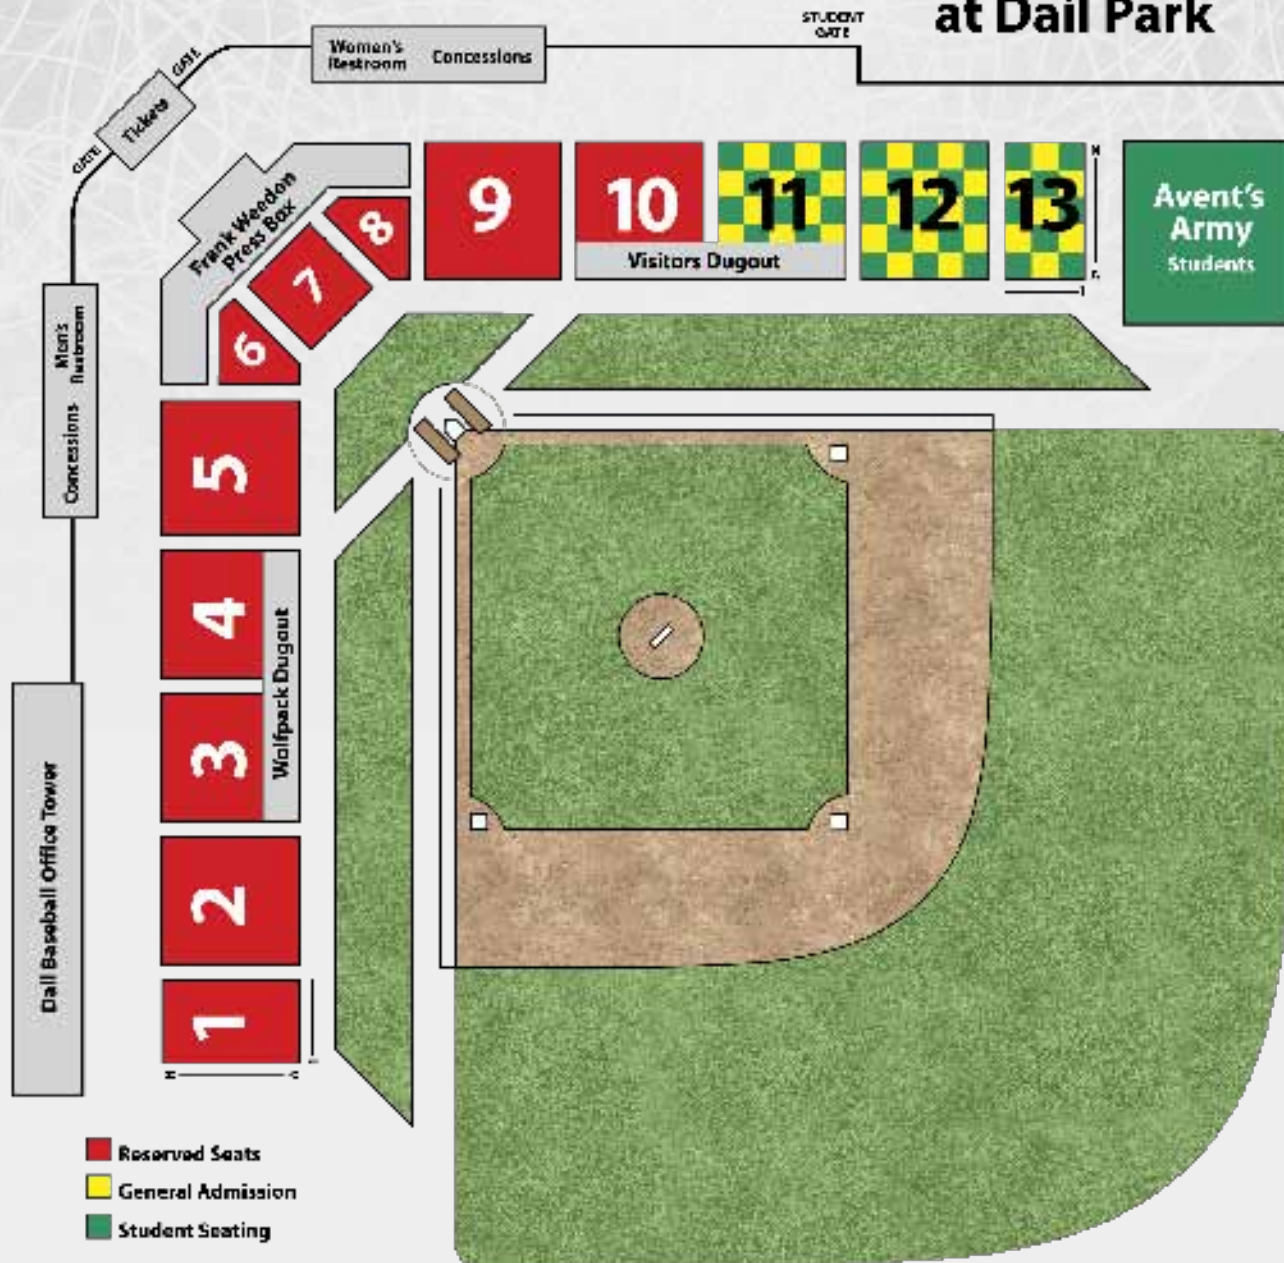 at Dail Park
STUDENT
GATE
Women's
Restroom
Concessions
GATE
Tickets
GATE
Frank Weedon
Press Box
Men's
Restroom
Concessions
Dail Baseball Office Tower
9
10
11
12
13
Visitors Dugout
Avent's
Army
Students
8
7
6
5
4
3
Wolfpack Dugout
2
1
Reserved Seats
General Admission
Student Seating